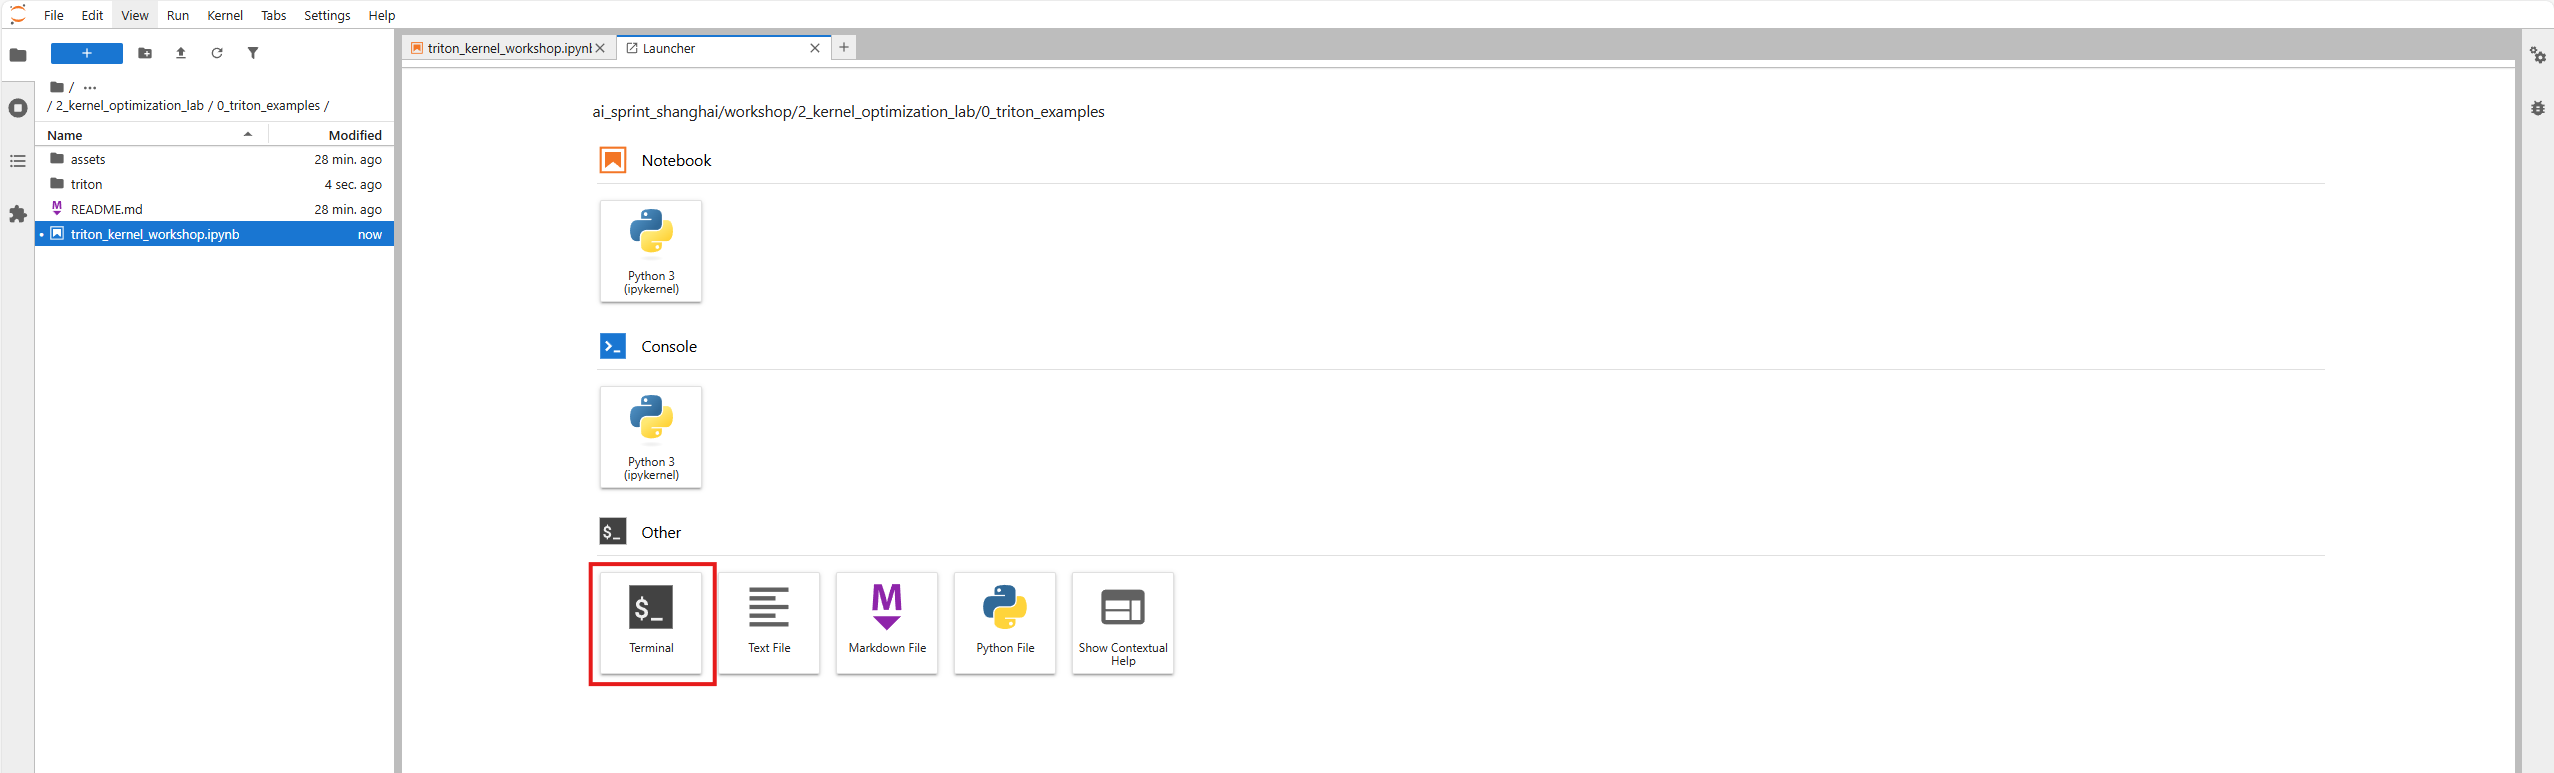 File Edit View Run Kernel Tabs Settings Help
triton_kernel_workshop.ipynb
Launcher
/ ...
/ 2_kernel_optimization_lab / 0_triton_examples /
Name Modified
assets 28 min. ago
triton 4 sec. ago
README.md 28 min. ago
triton_kernel_workshop.ipynb now
ai_sprint_shanghai/workshop/2_kernel_optimization_lab/0_triton_examples
Notebook
Python 3
(ipykernel)
Console
Python 3
(ipykernel)
$_ Other
$_
Terminal
Text File
M
Markdown File
Python File
Show Contextual
Help